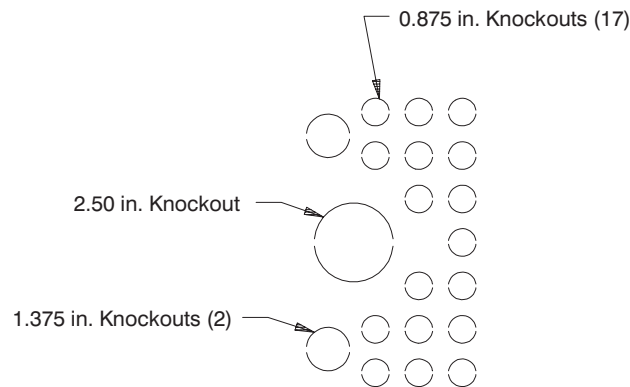 0.875 in. Knockouts (17)
2.50 in. Knockout
1.375 in. Knockouts (2)